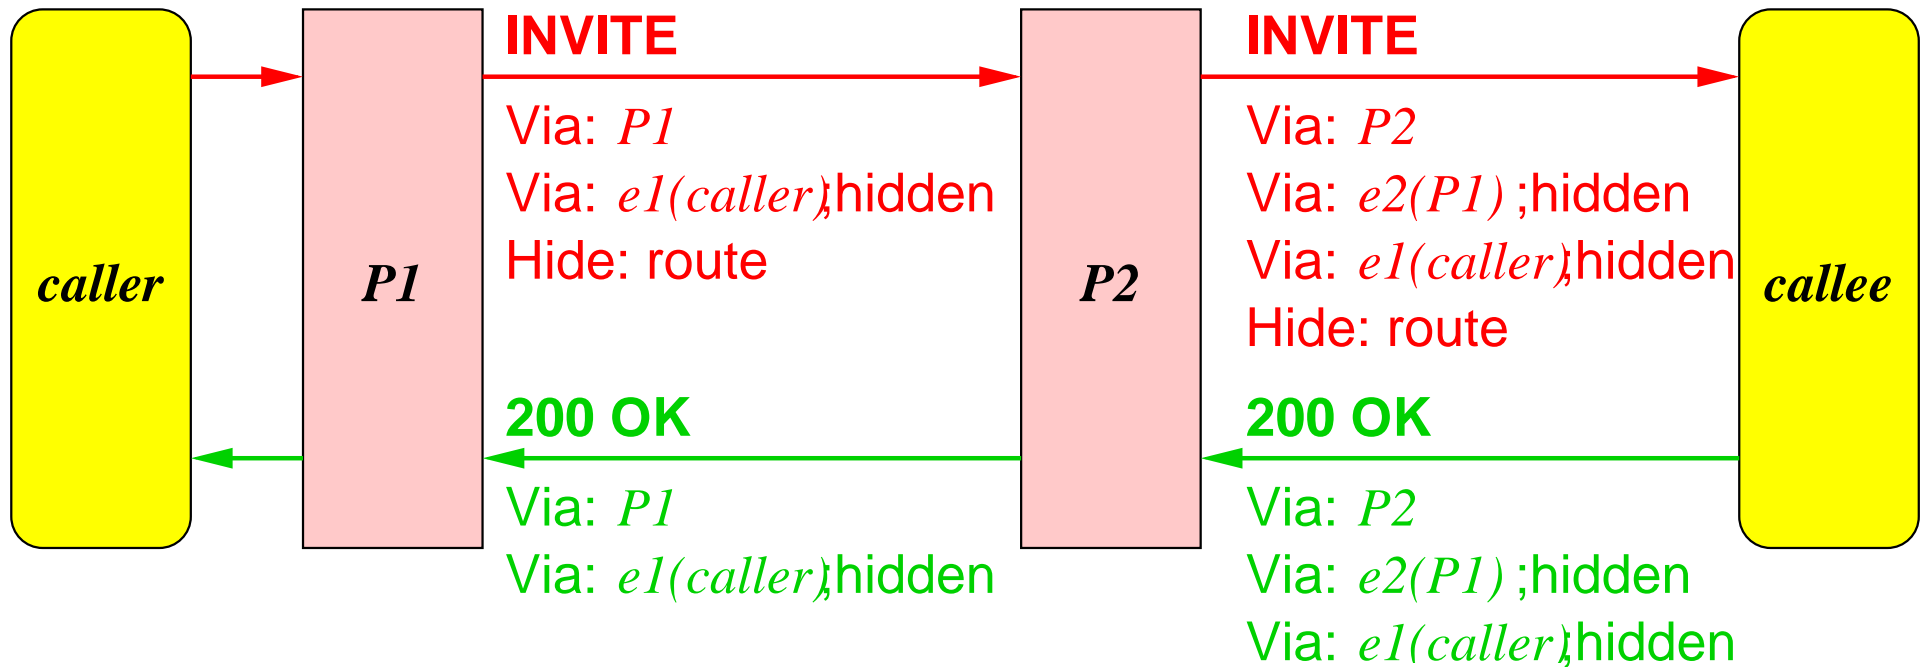 caller
P1
INVITE
Via: P1
Via: e1(caller);hidden
Hide: route
200 OK
Via: P1
Via: e1(caller);hidden
P2
INVITE
Via: P2
Via: e2(P1) ;hidden
Via: e1(caller);hidden
Hide: route
200 OK
Via: P2
Via: e2(P1) ;hidden
Via: e1(caller);hidden
callee